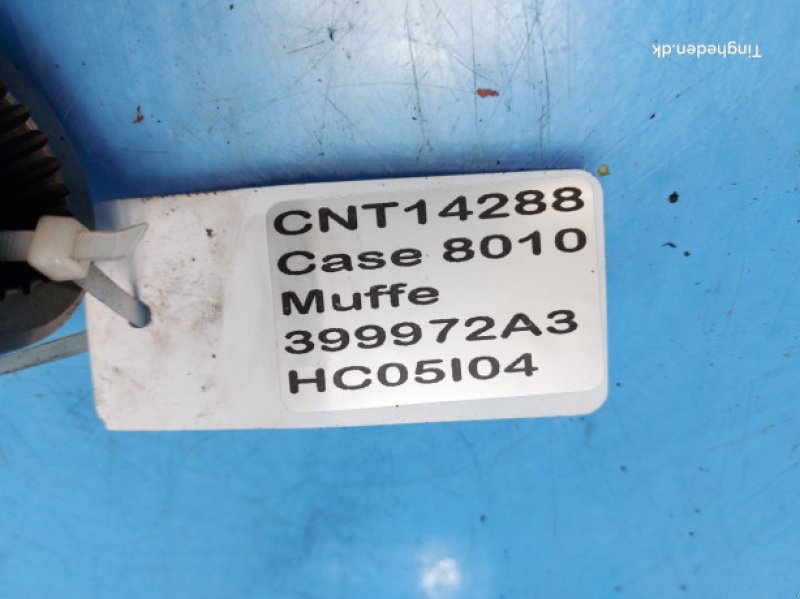 Tingheden.dk
CNT14288
Case 8010
Muffe
399972A3
HC05I04